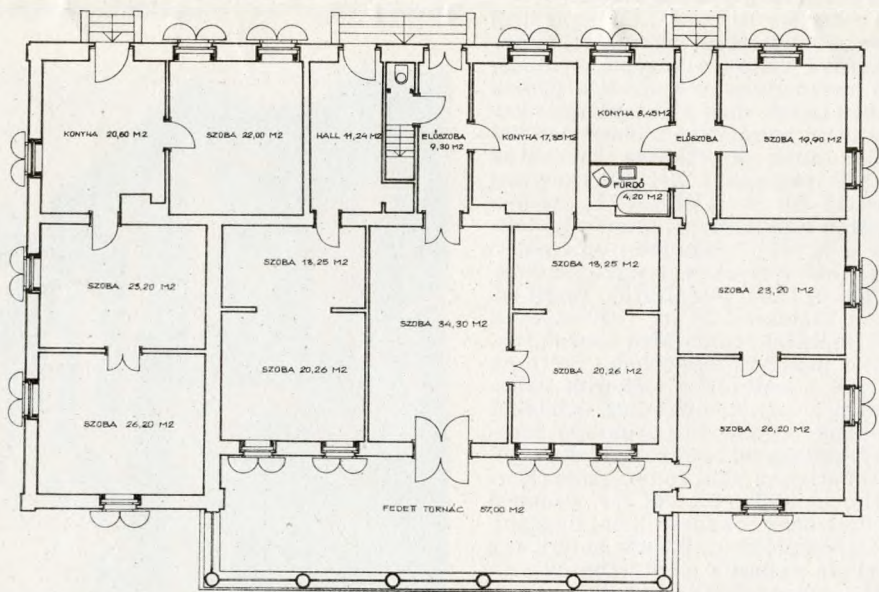 KONYHA 20,60 M2
SZOBA 22,00 M2
HALL 11,24 M2
ELŐSZOBA
9,30 M2
KONYHA 17,35 M2
KONYHA 8,45 M2
ELŐSZOBA
SZOBA 19,90 M2
FÜRDŐ
4,20 M2
SZOBA 23,20 M2
SZOBA 13,25 M2
SZOBA 34,30 M2
SZOBA 13,25 M2
SZOBA 23,20 M2
SZOBA 26,20 M2
SZOBA 20,26 M2
SZOBA 20,26 M2
SZOBA 26,20 M2
FEDETT TORNÁC 57,00 M2